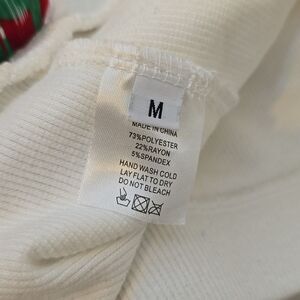 M
MADE IN CHINA
73%POLYESTER
22%RAYON
5%SPANDEX
HAND WASH COLD
LAY FLAT TO DRY
DO NOT BLEACH